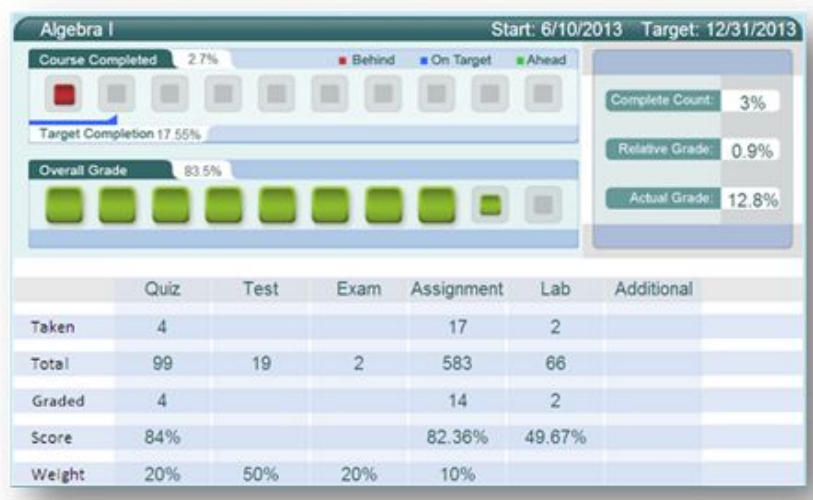 Algebra I Start: 6/10/2013 Target: 12/31/2013
Course Completed 2.7% Behind On Target Ahead
Target Completion 17.55%
Overall Grade 83.5%
Complete Count: 3%
Relative Grade: 0.9%
Actual Grade: 12.8%
Quiz Test Exam Assignment Lab Additional
Taken 4 17 2
Total 99 19 2 583 66
Graded 4 14 2
Score 84% 82.36% 49.67%
Weight 20% 50% 20% 10%